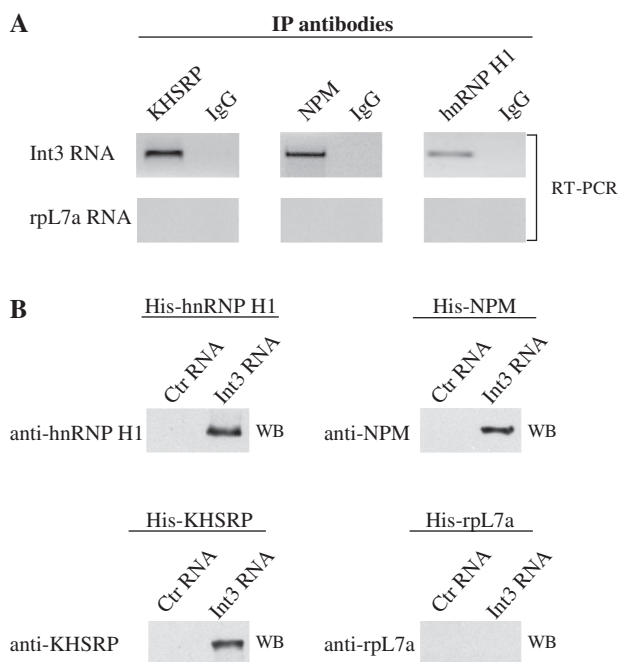 A
IP antibodies
KHSRP IgG NPM IgG hnRNP H1 IgG
Int3 RNA
rpL7a RNA
RT-PCR
B
His-hnRNP H1 His-NPM
Ctr RNA Int3 RNA Ctr RNA Int3 RNA
anti-hnRNP H1 WB anti-NPM WB
His-KHSRP His-rpL7a
Ctr RNA Int3 RNA Ctr RNA Int3 RNA
anti-KHSRP WB anti-rpL7a WB